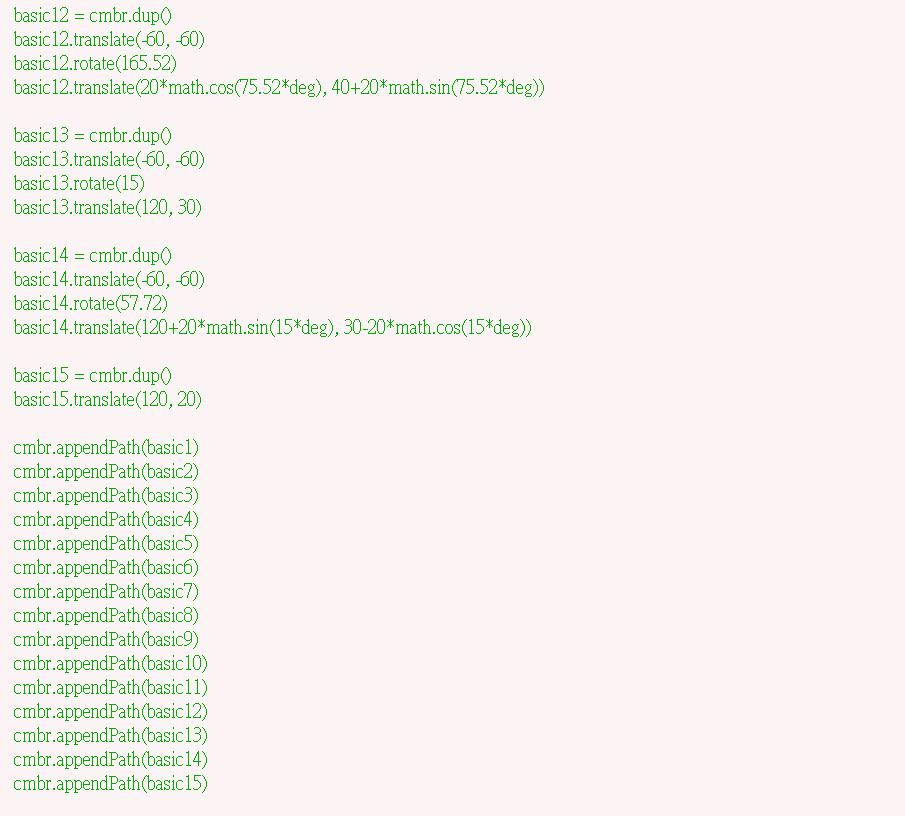 basic12 = cmbr.dup()
basic12.translate(-60, -60)
basic12.rotate(165.52)
basic12.translate(20*math.cos(75.52*deg), 40+20*math.sin(75.52*deg))
basic13 = cmbr.dup()
basic13.translate(-60, -60)
basic13.rotate(15)
basic13.translate(120, 30)
basic14 = cmbr.dup()
basic14.translate(-60, -60)
basic14.rotate(57.72)
basic14.translate(120+20*math.sin(15*deg), 30-20*math.cos(15*deg))
basic15 = cmbr.dup()
basic15.translate(120, 20)
cmbr.appendPath(basic1)
cmbr.appendPath(basic2)
cmbr.appendPath(basic3)
cmbr.appendPath(basic4)
cmbr.appendPath(basic5)
cmbr.appendPath(basic6)
cmbr.appendPath(basic7)
cmbr.appendPath(basic8)
cmbr.appendPath(basic9)
cmbr.appendPath(basic10)
cmbr.appendPath(basic11)
cmbr.appendPath(basic12)
cmbr.appendPath(basic13)
cmbr.appendPath(basic14)
cmbr.appendPath(basic15)